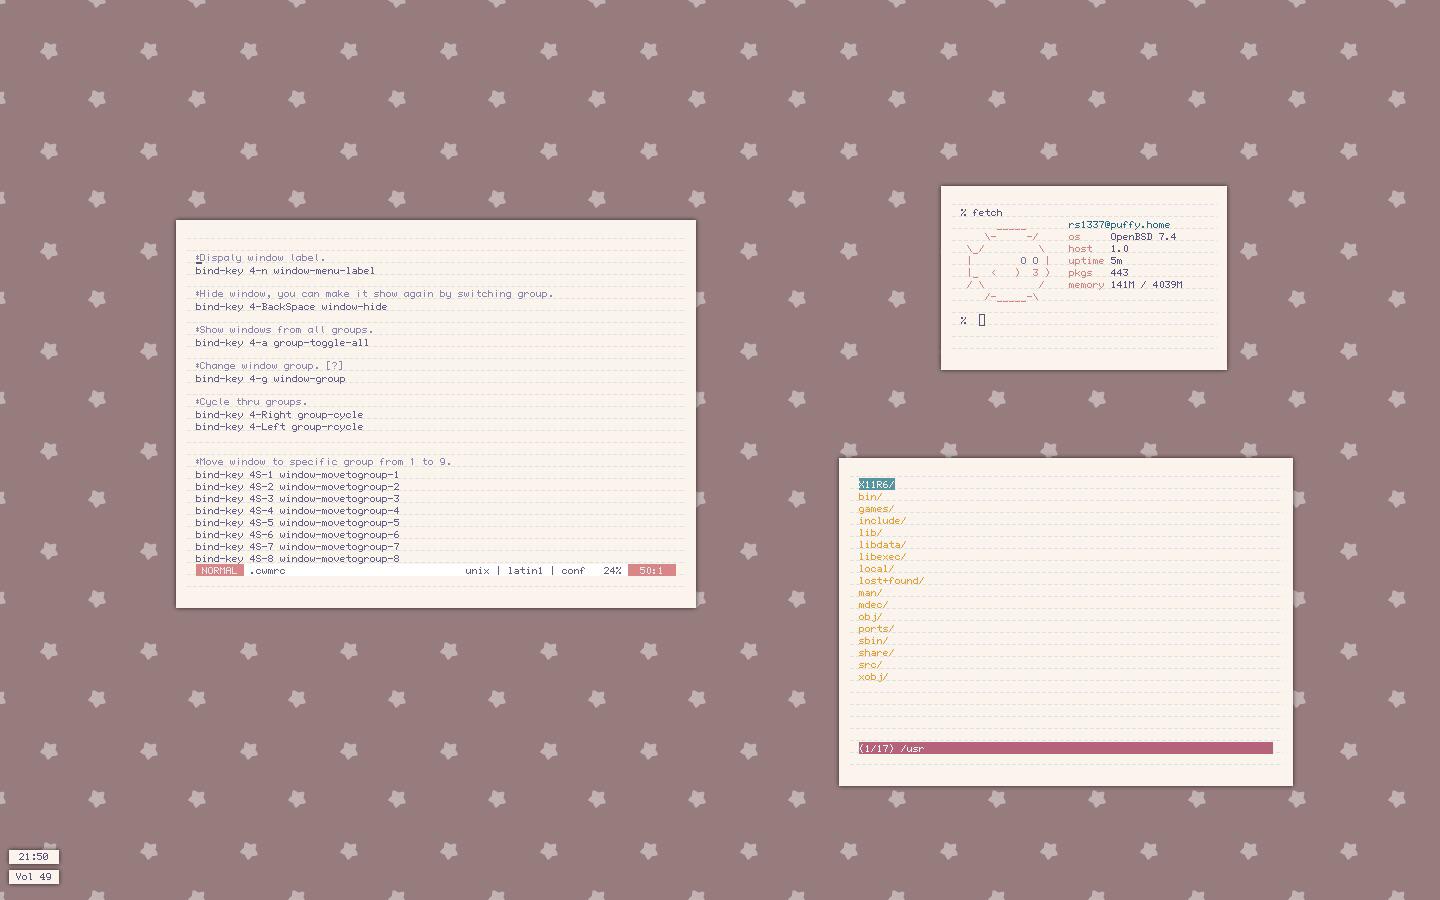 #Dispaly window label.
bind-key 4-n window-menu-label
#Hide window, you can make it show again by switching group.
bind-key 4-BackSpace window-hide
#Show windows from all groups.
bind-key 4-a group-toggle-all
#Change window group. [?]
bind-key 4-g window-group
#Cycle thru groups.
bind-key 4-Right group-cycle
bind-key 4-Left group-rcycle
#Move window to specific group from 1 to 9.
bind-key 4S-1 window-movetogroup-1
bind-key 4S-2 window-movetogroup-2
bind-key 4S-3 window-movetogroup-3
bind-key 4S-4 window-movetogroup-4
bind-key 4S-5 window-movetogroup-5
bind-key 4S-6 window-movetogroup-6
bind-key 4S-7 window-movetogroup-7
bind-key 4S-8 window-movetogroup-8
NORMAL .cwmrc unix | latin1 | conf 24% 50:1
% fetch
      _____      rs1337@puffy.home
    \-     -/    os     OpenBSD 7.4
 \_/         \   host   1.0
 |        O O |  uptime 5m
 |_  <   )  3 )  pkgs   443
 / \         /   memory 141M / 4039M
    /-_____-\
%
X11R6/
bin/
games/
include/
lib/
libdata/
libexec/
local/
lost+found/
man/
mdec/
obj/
ports/
sbin/
share/
src/
xobj/
(1/17) /usr
21:50
Vol 49